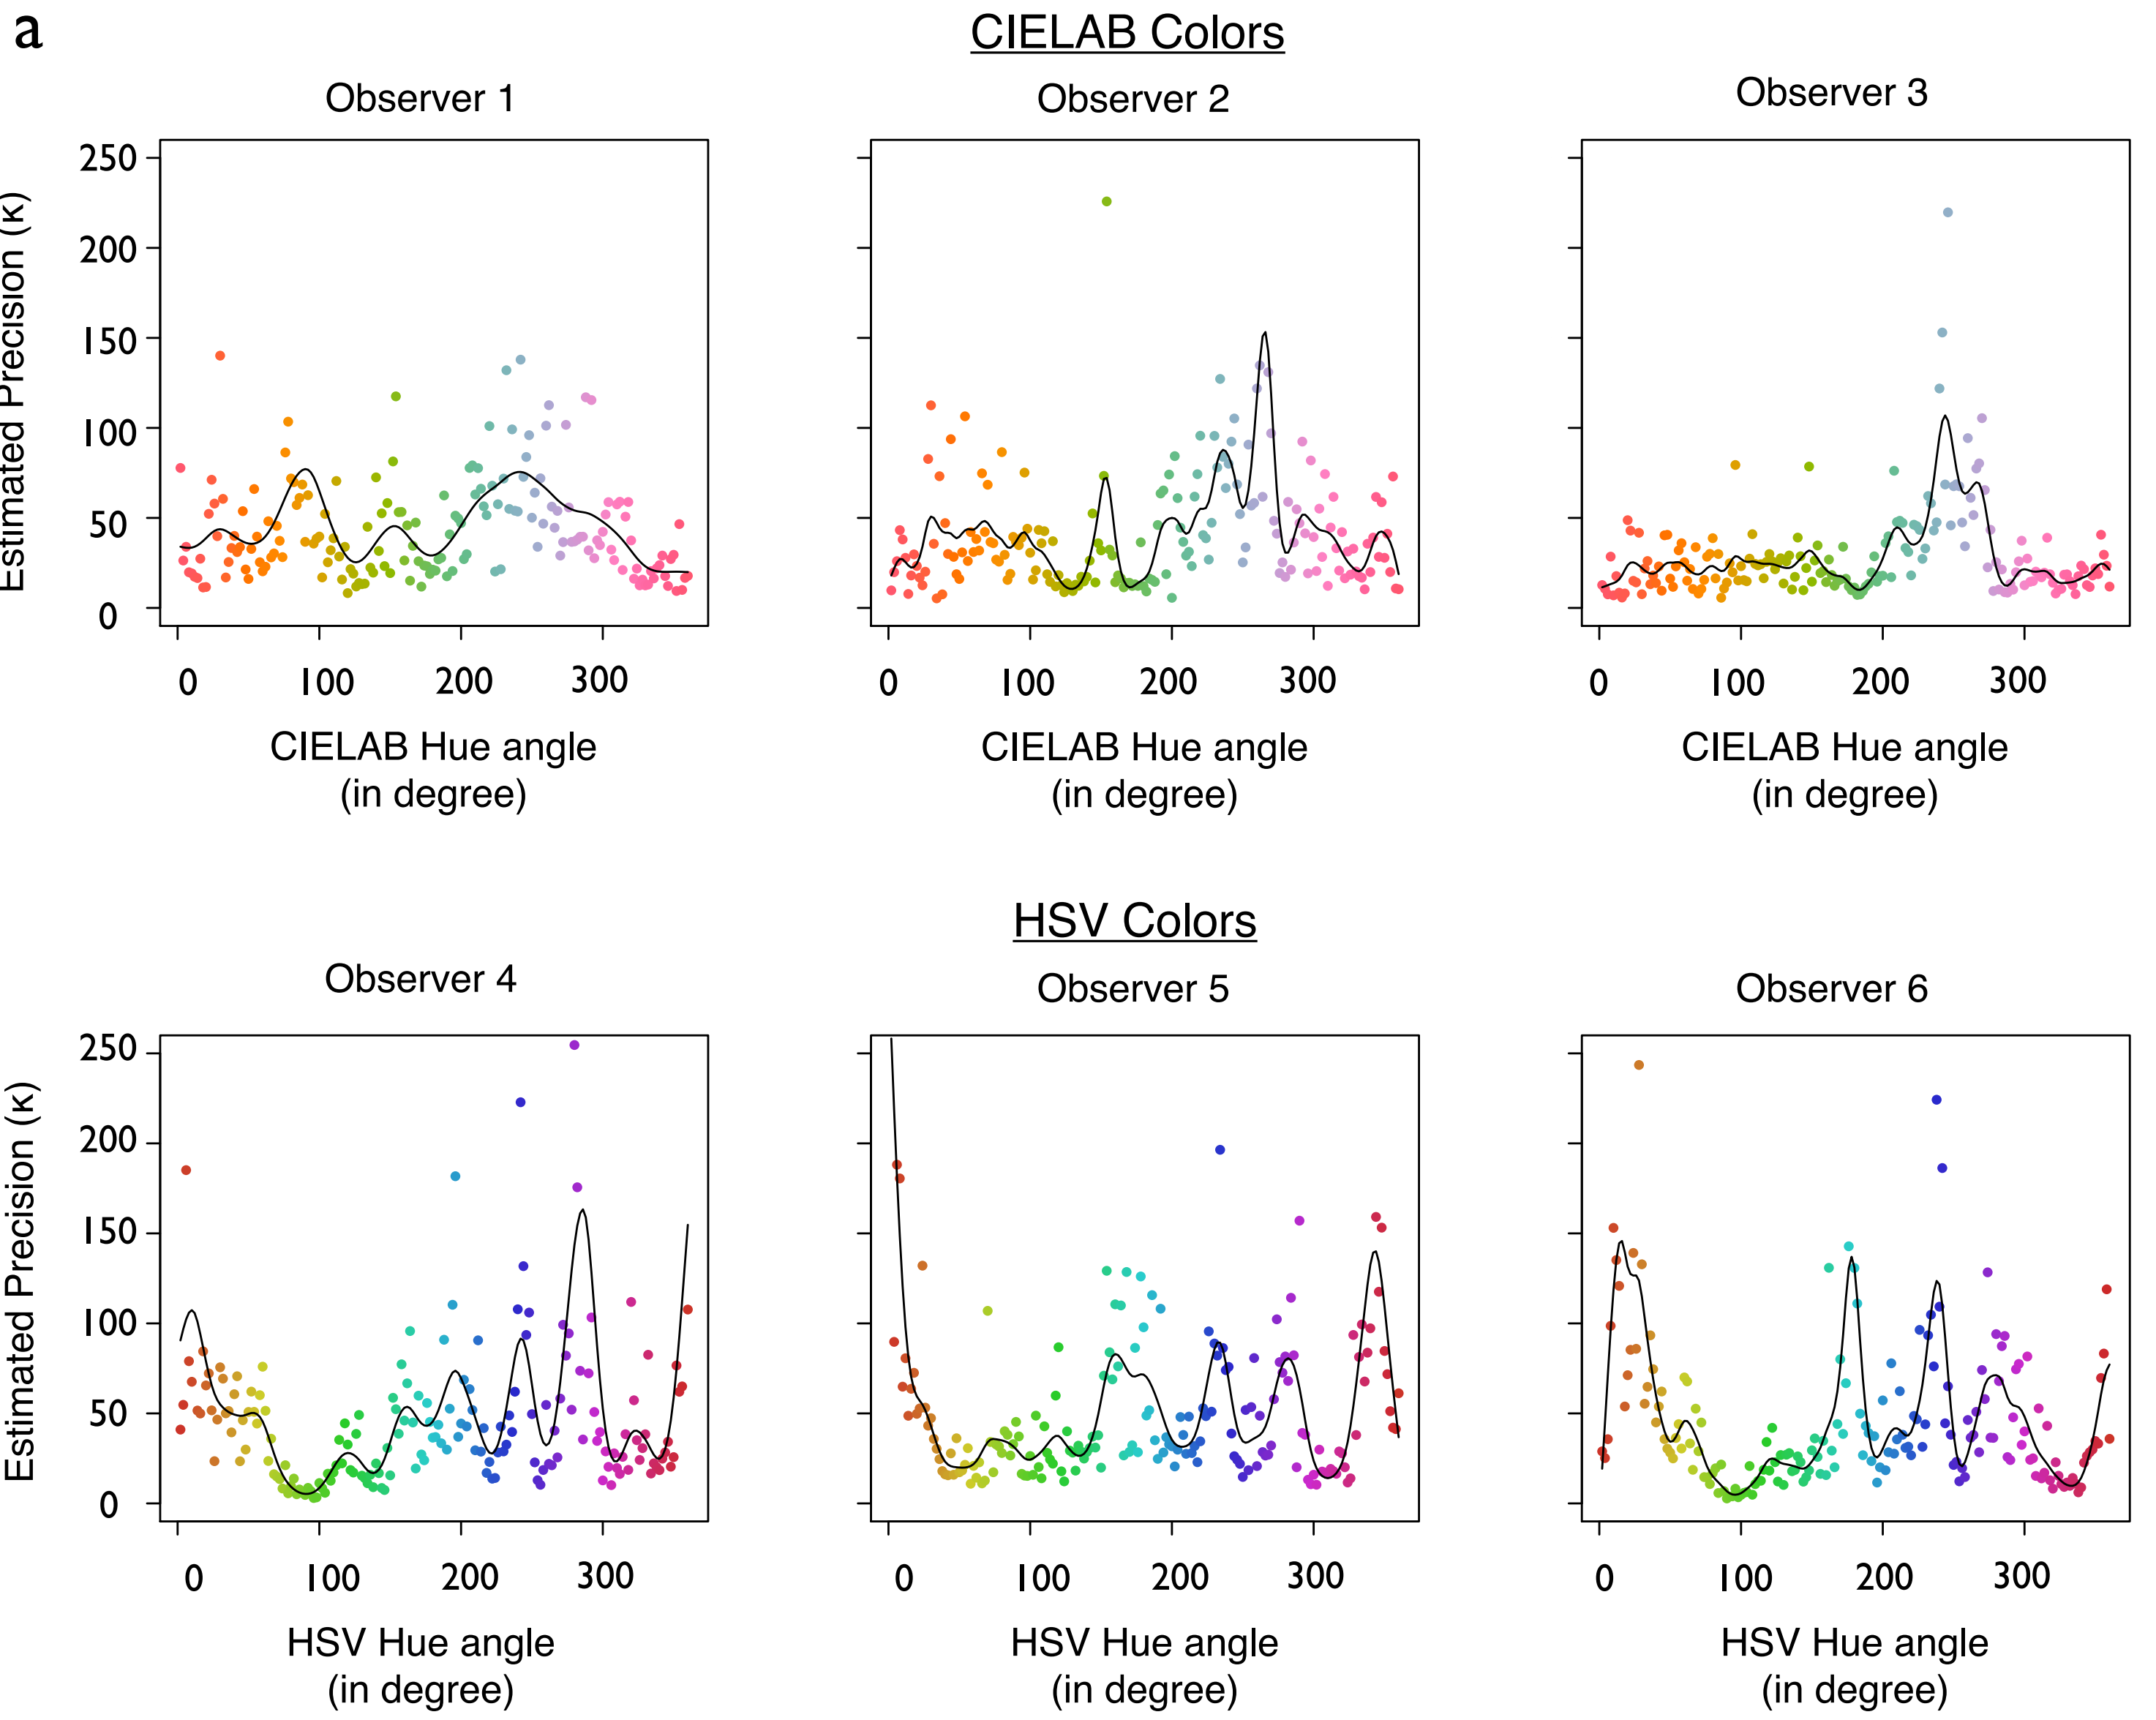 a
CIELAB Colors
Observer 1
Observer 2
Observer 3
Estimated Precision (κ)
250
200
150
100
50
0
0 100 200 300
0 100 200 300
0 100 200 300
CIELAB Hue angle
(in degree)
CIELAB Hue angle
(in degree)
CIELAB Hue angle
(in degree)
HSV Colors
Observer 4
Observer 5
Observer 6
Estimated Precision (κ)
250
200
150
100
50
0
0 100 200 300
0 100 200 300
0 100 200 300
HSV Hue angle
(in degree)
HSV Hue angle
(in degree)
HSV Hue angle
(in degree)